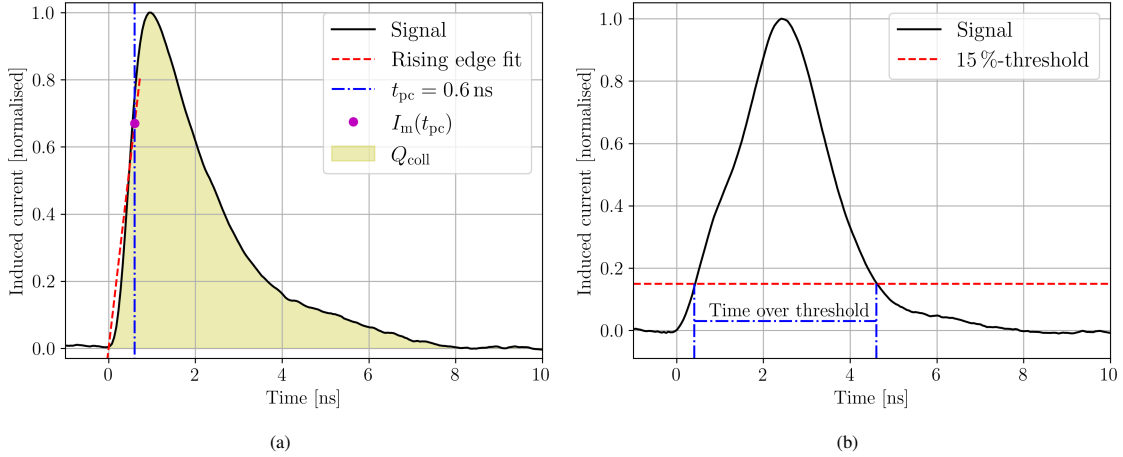 Induced current [normalised]
1.0
0.8
0.6
0.4
0.2
0.0
Signal
Rising edge fit
t_pc = 0.6 ns
I_m(t_pc)
Q_coll
0 2 4 6 8 10
Time [ns]
(a)
Induced current [normalised]
1.0
0.8
0.6
0.4
0.2
0.0
Signal
15 %-threshold
Time over threshold
0 2 4 6 8 10
Time [ns]
(b)